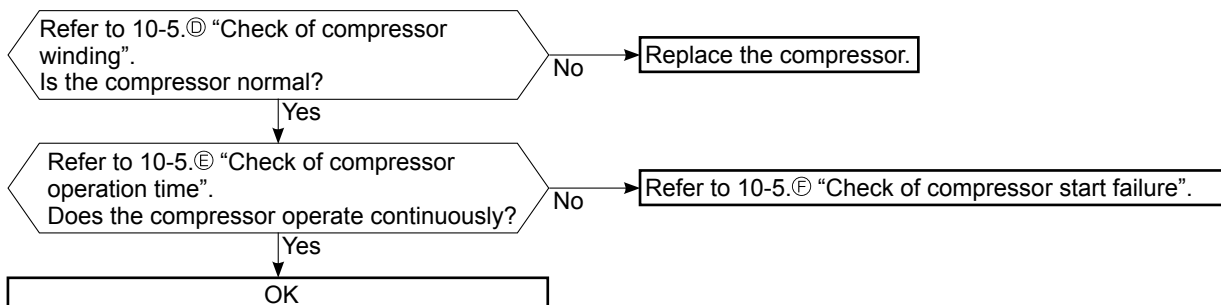 Refer to 10-5.Ⓓ “Check of compressor
winding”.
Is the compressor normal?
No
Replace the compressor.
Yes
Refer to 10-5.Ⓔ “Check of compressor
operation time”.
Does the compressor operate continuously?
No
Refer to 10-5.Ⓕ “Check of compressor start failure”.
Yes
OK